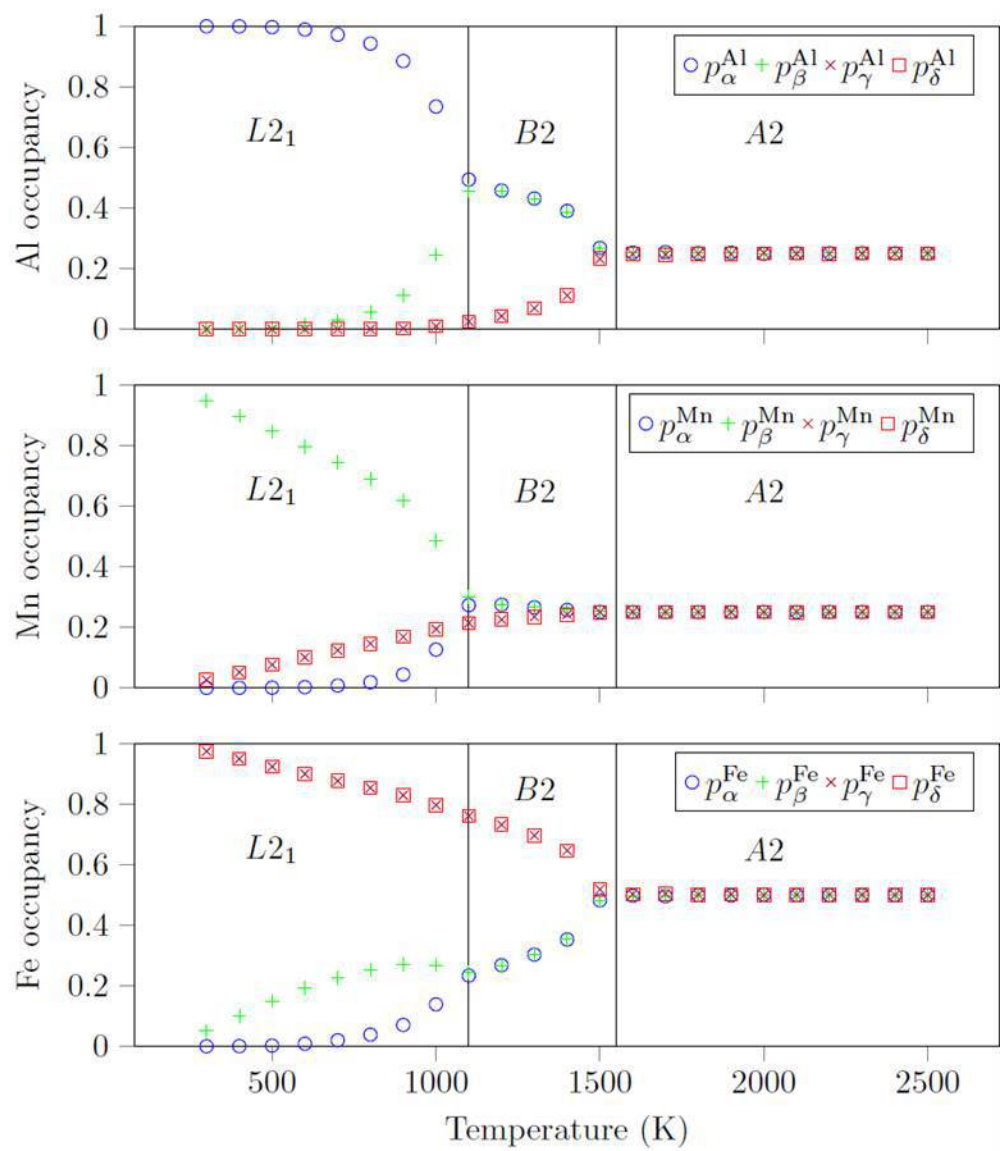 1
0.8
0.6
0.4
0.2
0
Al occupancy
L2₁
B2
A2
p_α^Al p_β^Al p_γ^Al p_δ^Al
1
0.8
0.6
0.4
0.2
0
Mn occupancy
L2₁
B2
A2
p_α^Mn p_β^Mn p_γ^Mn p_δ^Mn
1
0.8
0.6
0.4
0.2
0
Fe occupancy
L2₁
B2
A2
p_α^Fe p_β^Fe p_γ^Fe p_δ^Fe
500 1000 1500 2000 2500
Temperature (K)